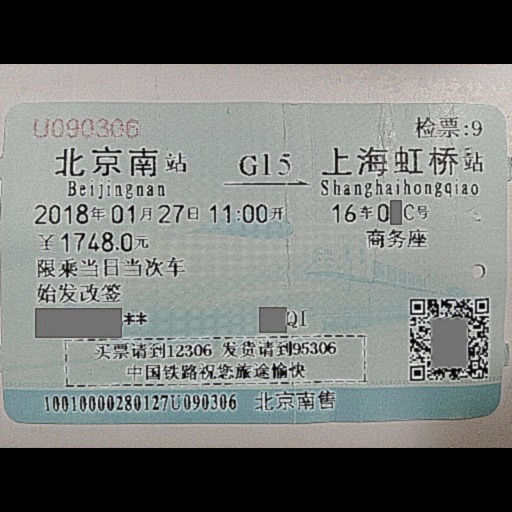 U090306 检票:9
北京南站 G15 上海虹桥站
Beijingnan Shanghaihongqiao
2018年01月27日11:00开 16车0 C号
￥1748.0元 商务座
限乘当日当次车
始发改签
** QI
买票请到12306 发货请到95306
中国铁路祝您旅途愉快
10010000280127U090306 北京南售